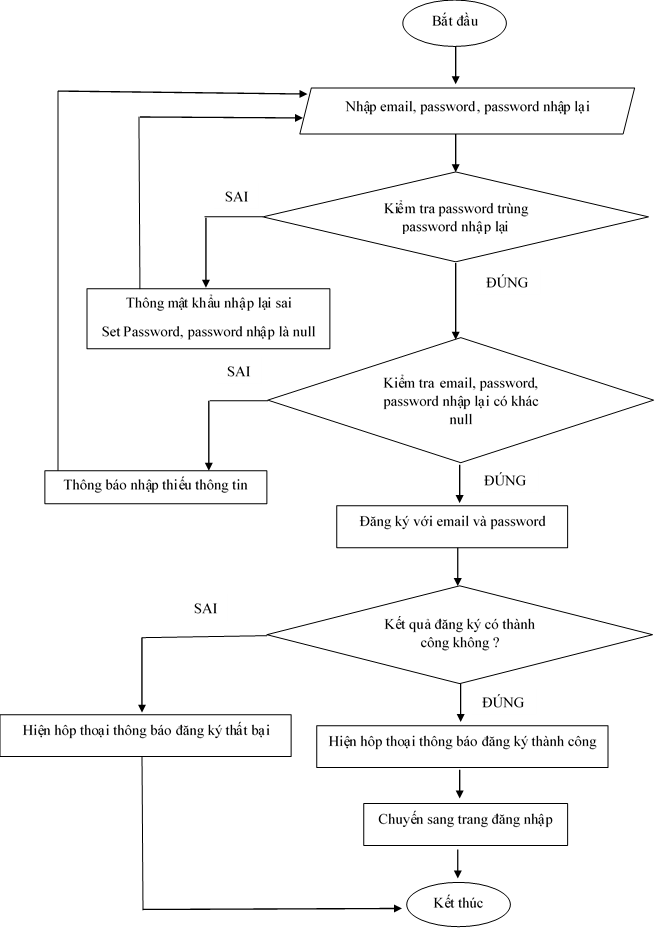 Bắt đầu
Nhập email, password, password nhập lại
Kiểm tra password trùng
password nhập lại
SAI
ĐÚNG
Thông mật khẩu nhập lại sai
Set Password, password nhập là null
Kiểm tra email, password,
password nhập lại có khác
null
SAI
ĐÚNG
Thông báo nhập thiếu thông tin
Đăng ký với email và password
Kết quả đăng ký có thành
công không ?
SAI
ĐÚNG
Hiện hôp thoại thông báo đăng ký thất bại
Hiện hôp thoại thông báo đăng ký thành công
Chuyến sang trang đăng nhập
Kết thúc